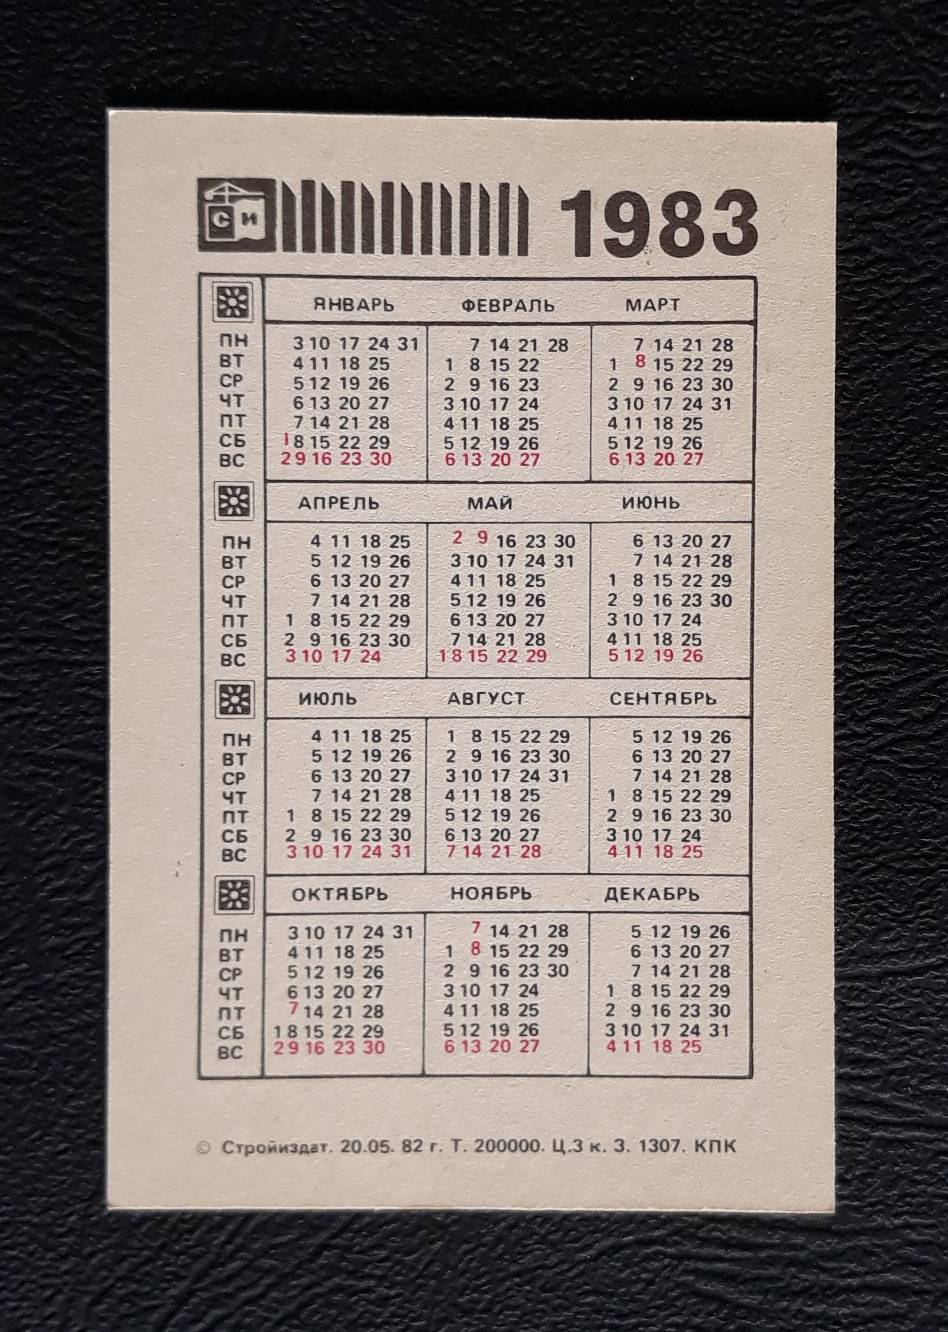 СИ 1983
ЯНВАРЬ ФЕВРАЛЬ МАРТ
ПН 3 10 17 24 31 7 14 21 28 7 14 21 28
ВТ 4 11 18 25 1 8 15 22 1 8 15 22 29
СР 5 12 19 26 2 9 16 23 2 9 16 23 30
ЧТ 6 13 20 27 3 10 17 24 3 10 17 24 31
ПТ 7 14 21 28 4 11 18 25 4 11 18 25
СБ 1 8 15 22 29 5 12 19 26 5 12 19 26
ВС 2 9 16 23 30 6 13 20 27 6 13 20 27
АПРЕЛЬ МАЙ ИЮНЬ
ПН 4 11 18 25 2 9 16 23 30 6 13 20 27
ВТ 5 12 19 26 3 10 17 24 31 7 14 21 28
СР 6 13 20 27 4 11 18 25 1 8 15 22 29
ЧТ 7 14 21 28 5 12 19 26 2 9 16 23 30
ПТ 1 8 15 22 29 6 13 20 27 3 10 17 24
СБ 2 9 16 23 30 7 14 21 28 4 11 18 25
ВС 3 10 17 24 1 8 15 22 29 5 12 19 26
ИЮЛЬ АВГУСТ СЕНТЯБРЬ
ПН 4 11 18 25 1 8 15 22 29 5 12 19 26
ВТ 5 12 19 26 2 9 16 23 30 6 13 20 27
СР 6 13 20 27 3 10 17 24 31 7 14 21 28
ЧТ 7 14 21 28 4 11 18 25 1 8 15 22 29
ПТ 1 8 15 22 29 5 12 19 26 2 9 16 23 30
СБ 2 9 16 23 30 6 13 20 27 3 10 17 24
ВС 3 10 17 24 31 7 14 21 28 4 11 18 25
ОКТЯБРЬ НОЯБРЬ ДЕКАБРЬ
ПН 3 10 17 24 31 7 14 21 28 5 12 19 26
ВТ 4 11 18 25 1 8 15 22 29 6 13 20 27
СР 5 12 19 26 2 9 16 23 30 7 14 21 28
ЧТ 6 13 20 27 3 10 17 24 1 8 15 22 29
ПТ 7 14 21 28 4 11 18 25 2 9 16 23 30
СБ 1 8 15 22 29 5 12 19 26 3 10 17 24 31
ВС 2 9 16 23 30 6 13 20 27 4 11 18 25
© Стройиздат. 20.05. 82 г. Т. 200000. Ц.3 к. З. 1307. КПК